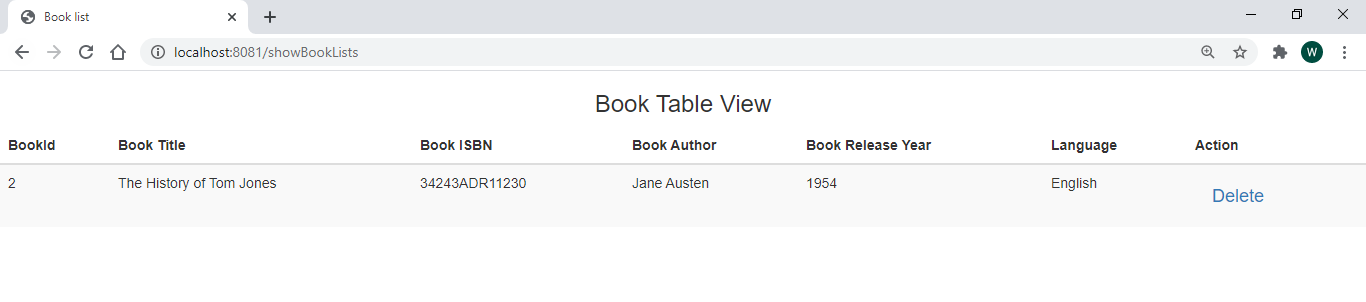 Book list
localhost:8081/showBookLists
W
Book Table View
BookId Book Title Book ISBN Book Author Book Release Year Language Action
2 The History of Tom Jones 34243ADR11230 Jane Austen 1954 English Delete